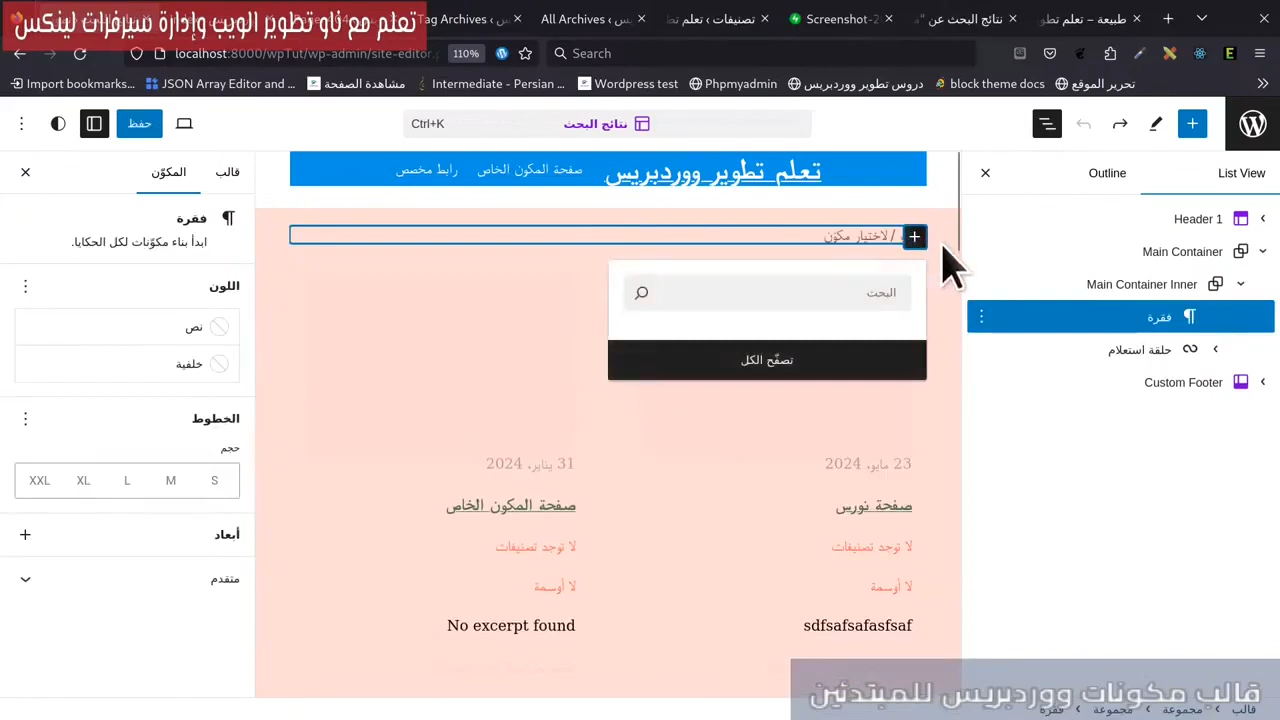 تعلم مع ناو تطوير الويب وإدارة سيرفرات لينكس
Tag Archives ‹
All Archives ‹
تصنيفات ‹ تعلم
Screenshot-2
نتائج البحث عن
طبيعة – تعلم تطو
localhost:8000/wpTut/wp-admin/site-editor.
110%
Search
Import bookmarks...
JSON Array Editor and ...
مشاهدة الصفحة
Intermediate - Persian ...
Wordpress test
Phpmyadmin
دروس تطوير ووردبريس
block theme docs
تحرير الموقع
حفظ
Ctrl+K
نتائج البحث
قالب
المكوّن
فقرة
ابدأ بناء مكوّنات لكل الحكايا.
اللون
نص
خلفية
الخطوط
حجم
XXL XL L M S
أبعاد
متقدم
تعلم تطوير ووردبريس
صفحة المكون الخاص
رابط مخصص
/ لاختيار مكوّن
البحث
تصفّح الكل
23 مايو، 2024
31 يناير، 2024
صفحة نورس
صفحة المكون الخاص
لا توجد تصنيفات
لا توجد تصنيفات
لا أوسمة
لا أوسمة
sdfsafsafasfsaf
No excerpt found
List View
Outline
Header 1
Main Container
Main Container Inner
فقرة
حلقة استعلام
Custom Footer
قالب مكونات ووردبريس للمبتدئين
قالب ‹ مجموعة ‹ مجموعة ‹ فقرة